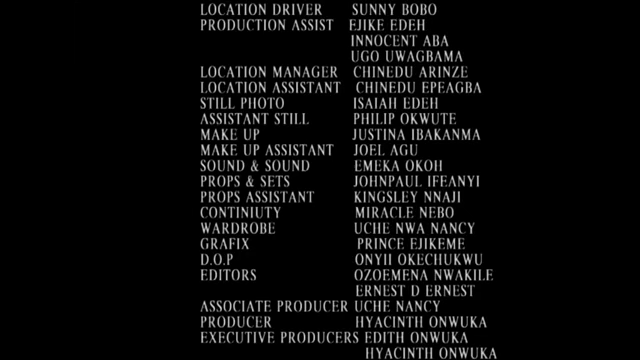 LOCATION DRIVER SUNNY BOBO
PRODUCTION ASSIST EJIKE EDEH
INNOCENT ABA
UGO UWAGBAMA
LOCATION MANAGER CHINEDU ARINZE
LOCATION ASSISTANT CHINEDU EPEAGBA
STILL PHOTO ISAIAH EDEH
ASSISTANT STILL PHILIP OKWUTE
MAKE UP JUSTINA IBAKANMA
MAKE UP ASSISTANT JOEL AGU
SOUND & SOUND EMEKA OKOH
PROPS & SETS JOHNPAUL IFEANYI
PROPS ASSISTANT KINGSLEY NNAJI
CONTINIUTY MIRACLE NEBO
WARDROBE UCHE NWA NANCY
GRAFIX PRINCE EJIKEME
D.O.P ONYII OKECHUKWU
EDITORS OZOEMENA NWAKILE
ERNEST D ERNEST
ASSOCIATE PRODUCER UCHE NANCY
PRODUCER HYACINTH ONWUKA
EXECUTIVE PRODUCERS EDITH ONWUKA
HYACINTH ONWUKA